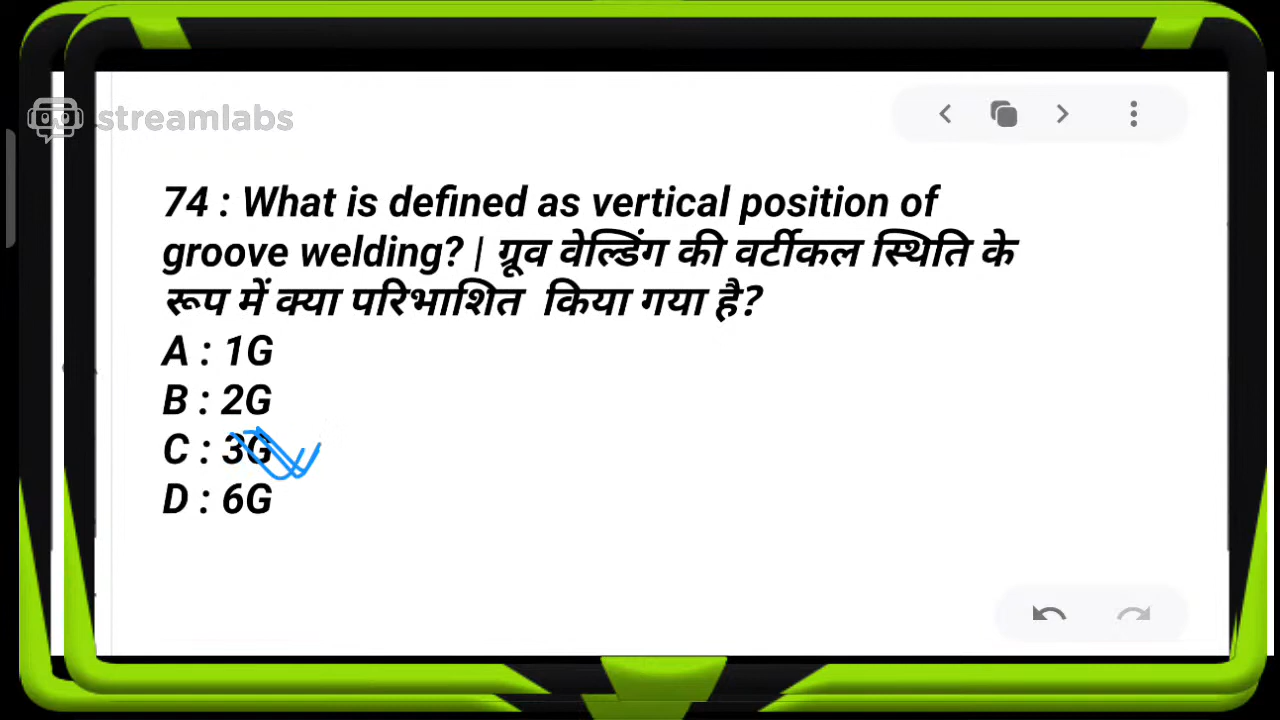 streamlabs
74 : What is defined as vertical position of
groove welding? | ग्रूव वेल्डिंग की वर्टीकल स्थिति के
रूप में क्या परिभाशित किया गया है?
A : 1G
B : 2G
C : 3G
D : 6G